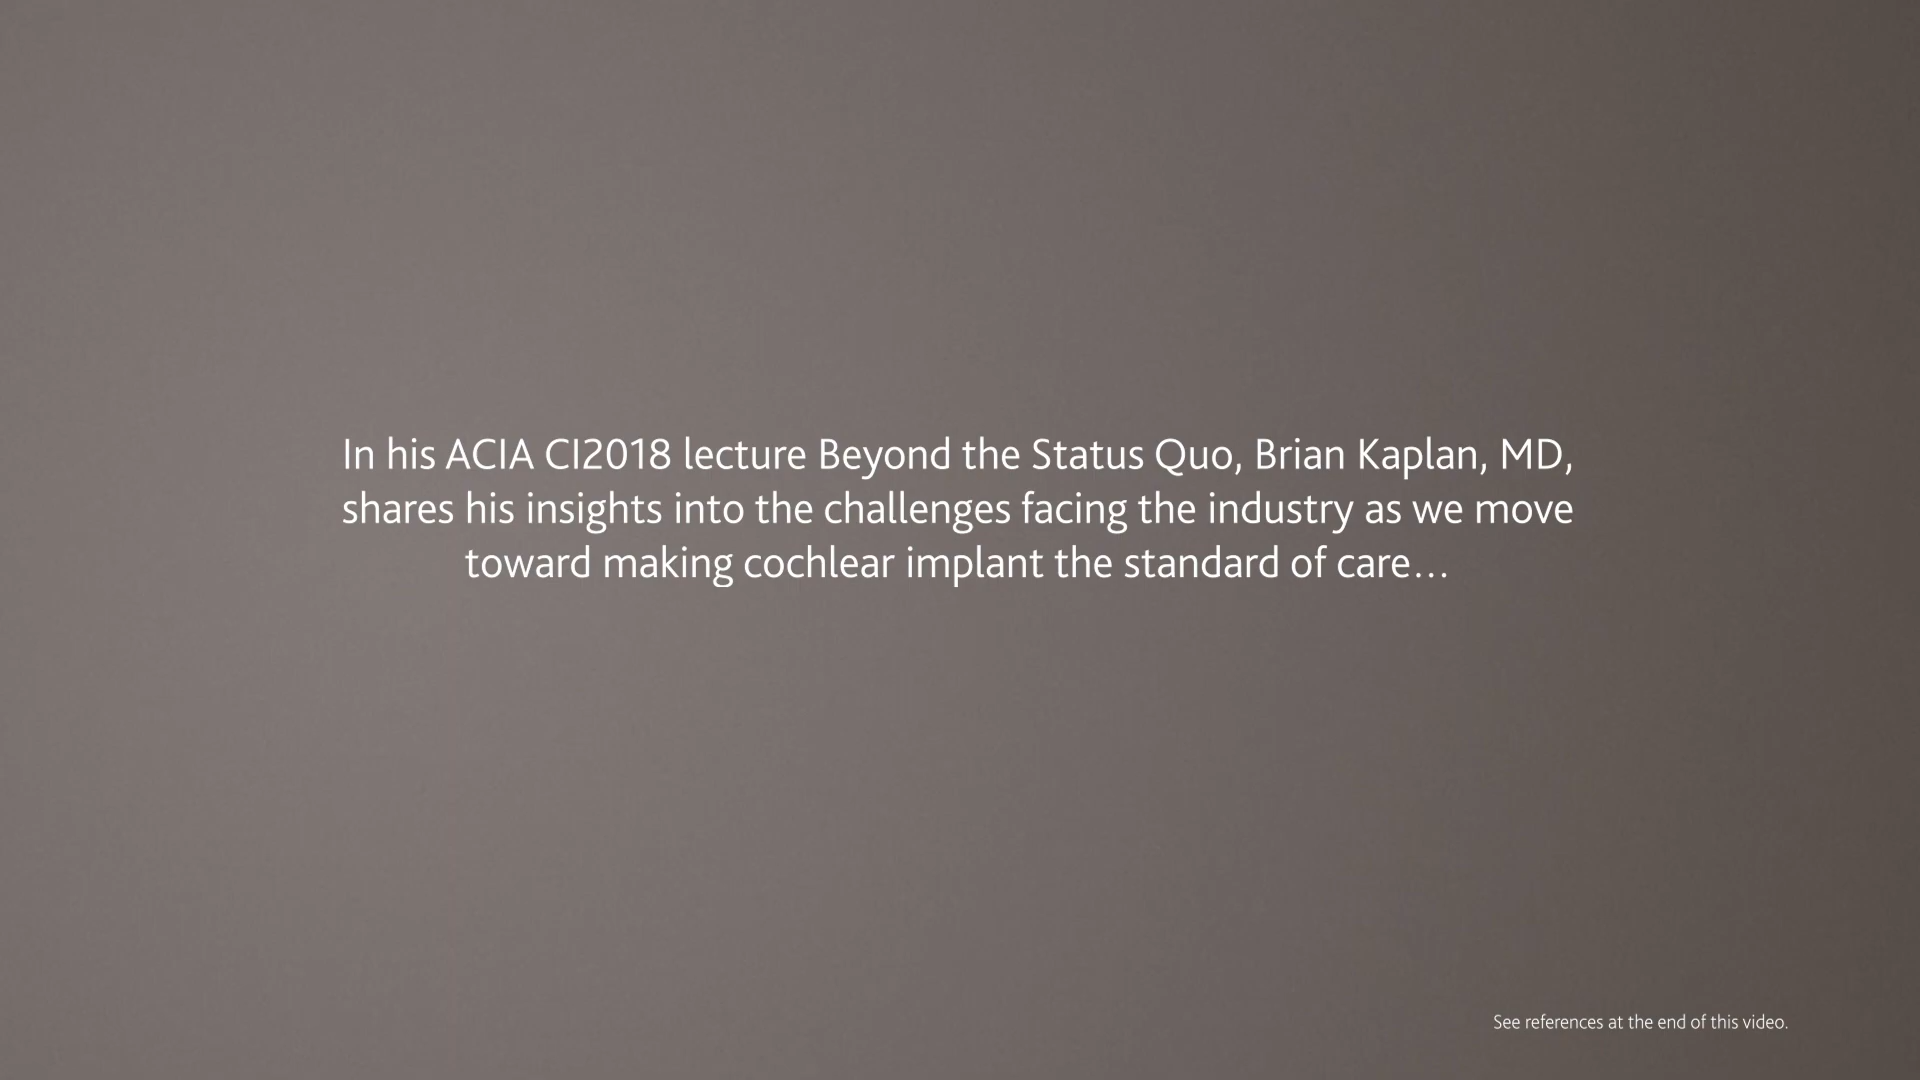 In his ACIA CI2018 lecture Beyond the Status Quo, Brian Kaplan, MD,
shares his insights into the challenges facing the industry as we move
toward making cochlear implant the standard of care…
See references at the end of this video.